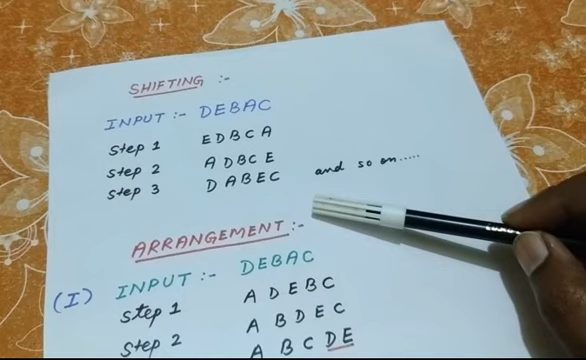 SHIFTING :-
INPUT :- DEBAC
Step 1 EDBCA
Step 2 ADBCE
Step 3 DABEC and so on.....
ARRANGEMENT :-
(I) INPUT :- DEBAC
Step 1 ADEBC
Step 2 ABDEC
ABCDE